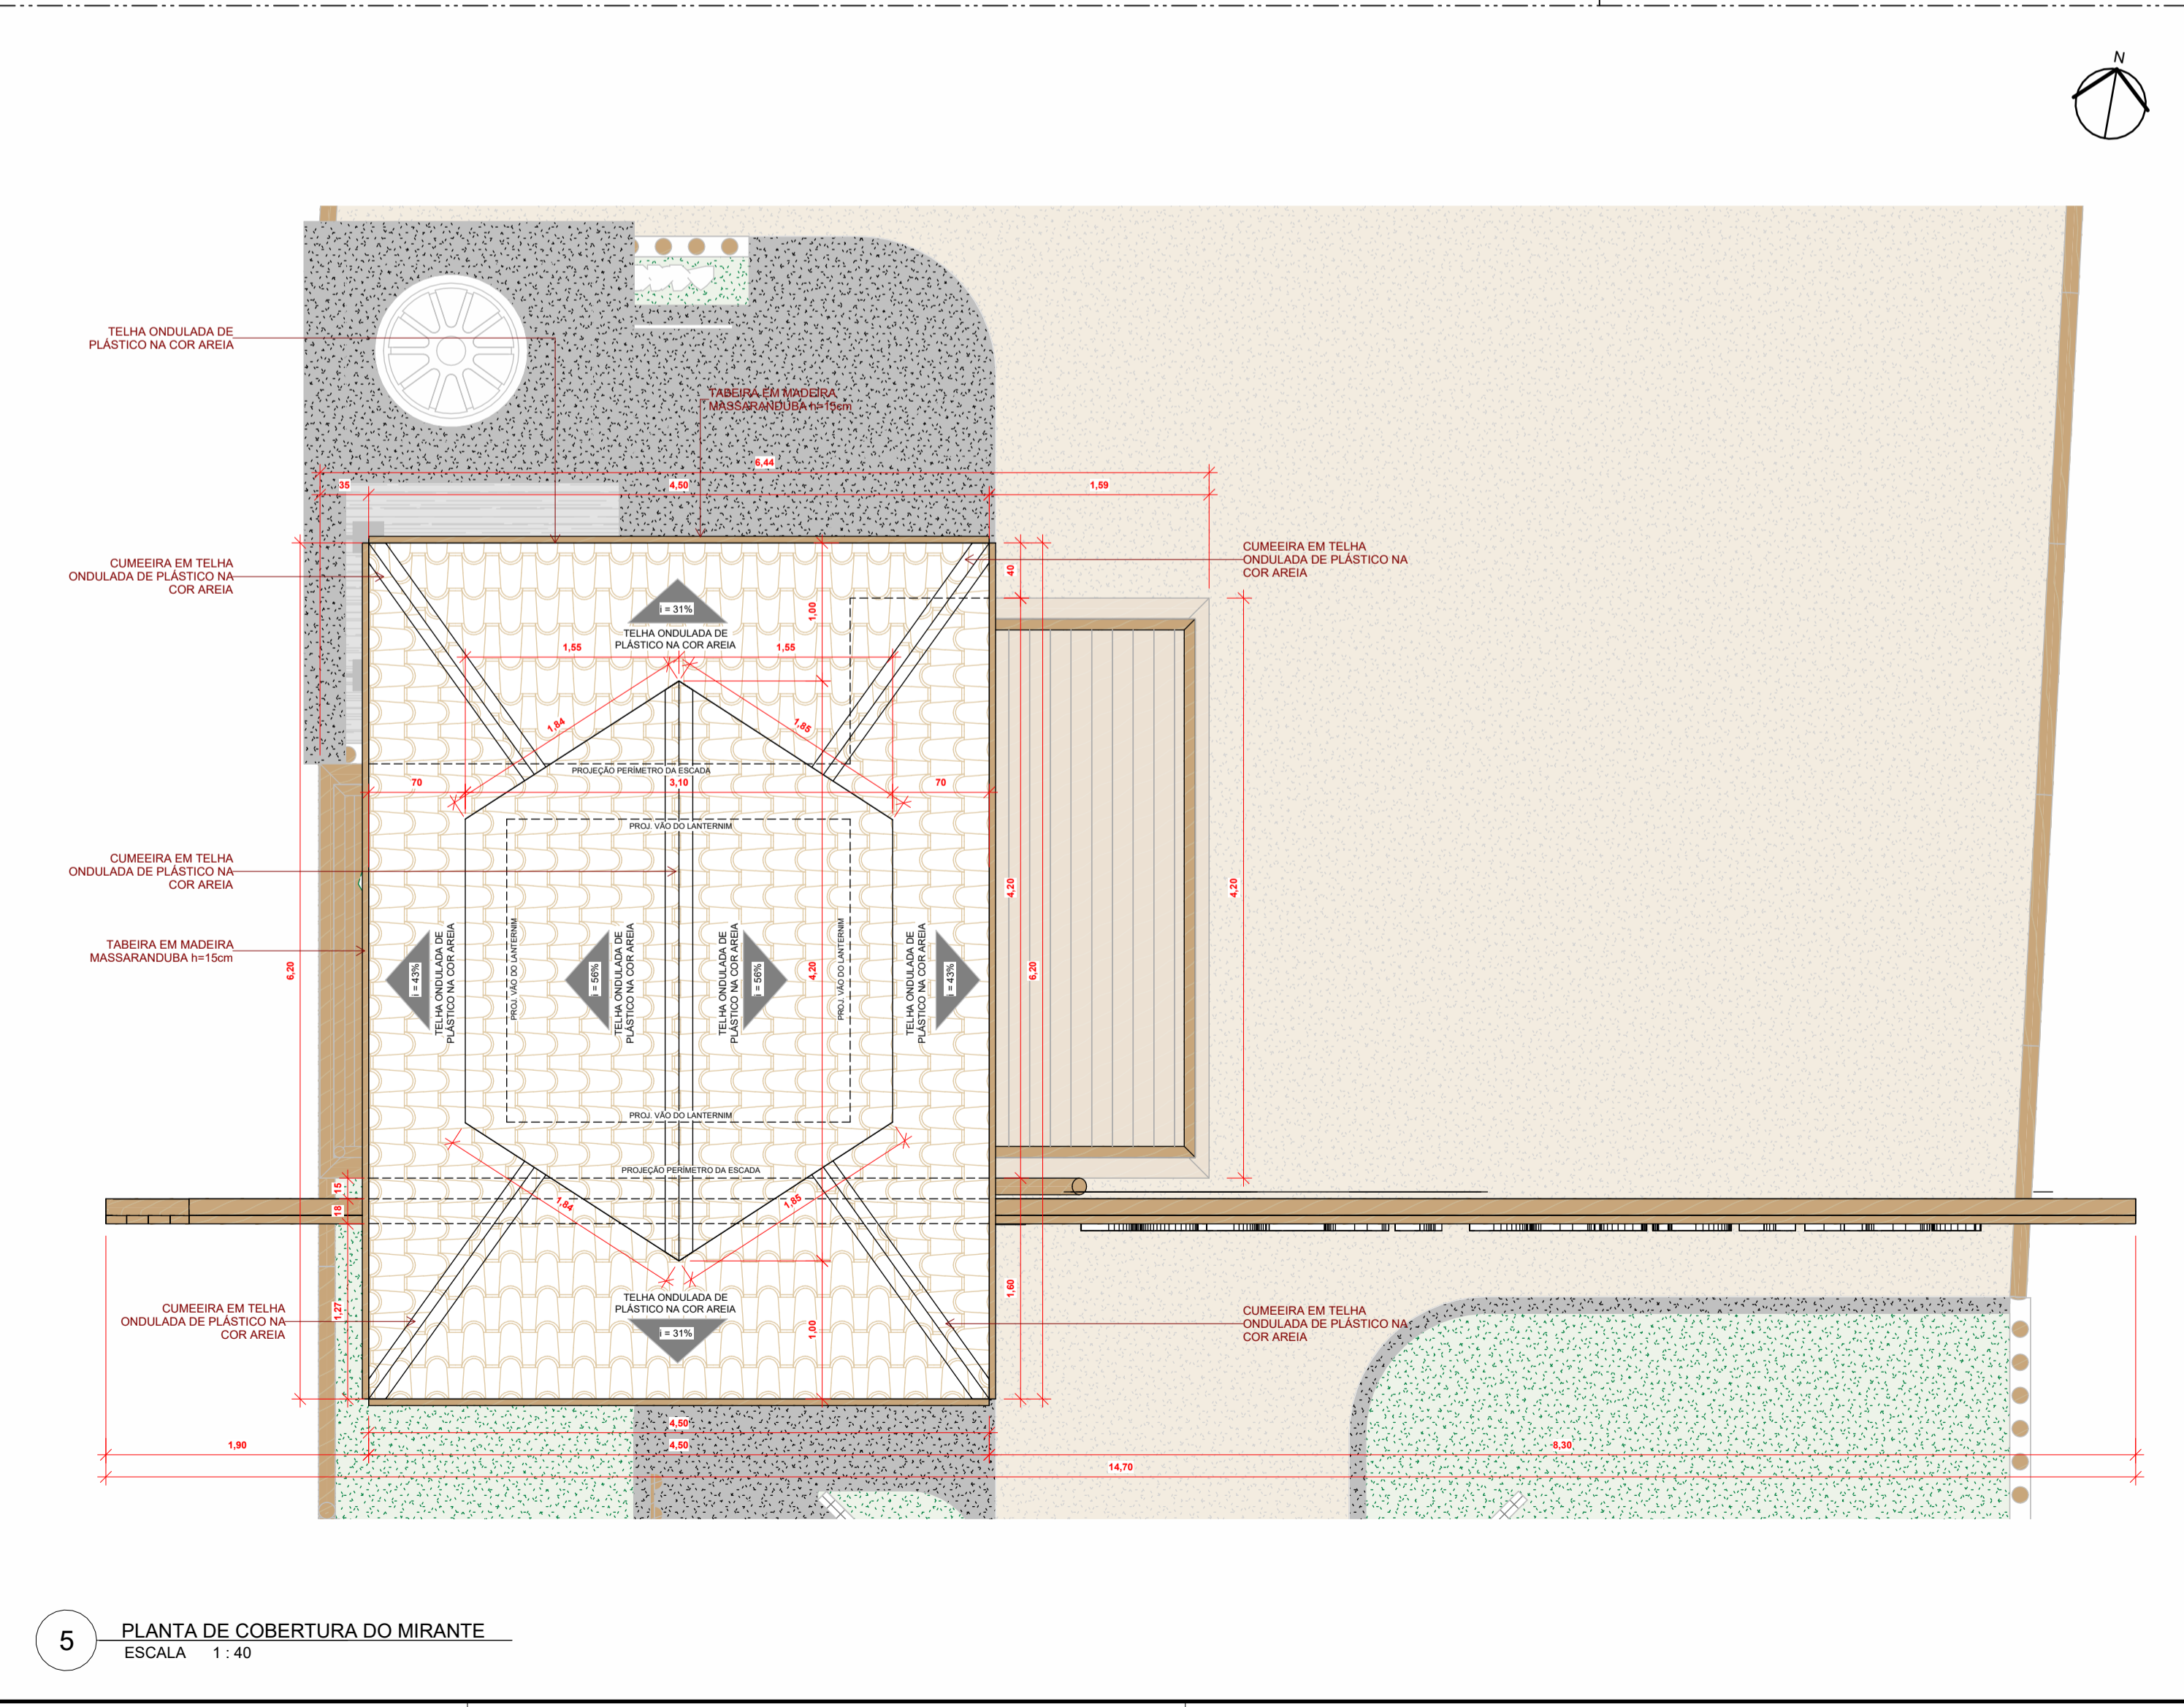 N
TELHA ONDULADA DE
PLÁSTICO NA COR AREIA
TABEIRA EM MADEIRA
MASSARANDUBA h=15cm
6,44
35
4,50
1,59
CUMEEIRA EM TELHA
ONDULADA DE PLÁSTICO NA
COR AREIA
CUMEEIRA EM TELHA
ONDULADA DE PLÁSTICO NA
COR AREIA
40
i = 31%
1,00
TELHA ONDULADA DE
PLÁSTICO NA COR AREIA
1,55
1,55
1,84
1,85
PROJEÇÃO PERÍMETRO DA ESCADA
70
3,10
70
PROJ. VÃO DO LANTERNIM
CUMEEIRA EM TELHA
ONDULADA DE PLÁSTICO NA
COR AREIA
4,20
4,20
TABEIRA EM MADEIRA
MASSARANDUBA h=15cm
6,20
i = 43%
TELHA ONDULADA DE
PLÁSTICO NA COR AREIA
PROJ. VÃO DO LANTERNIM
i = 56%
TELHA ONDULADA DE
PLÁSTICO NA COR AREIA
TELHA ONDULADA DE
PLÁSTICO NA COR AREIA
i = 56%
4,20
PROJ. VÃO DO LANTERNIM
TELHA ONDULADA DE
PLÁSTICO NA COR AREIA
i = 43%
6,20
PROJ. VÃO DO LANTERNIM
PROJEÇÃO PERÍMETRO DA ESCADA
15
18
1,84
1,85
1,27
1,60
CUMEEIRA EM TELHA
ONDULADA DE PLÁSTICO NA
COR AREIA
TELHA ONDULADA DE
PLÁSTICO NA COR AREIA
i = 31%
1,00
CUMEEIRA EM TELHA
ONDULADA DE PLÁSTICO NA
COR AREIA
4,50
1,90
4,50
8,30
14,70
5
PLANTA DE COBERTURA DO MIRANTE
ESCALA 1 : 40